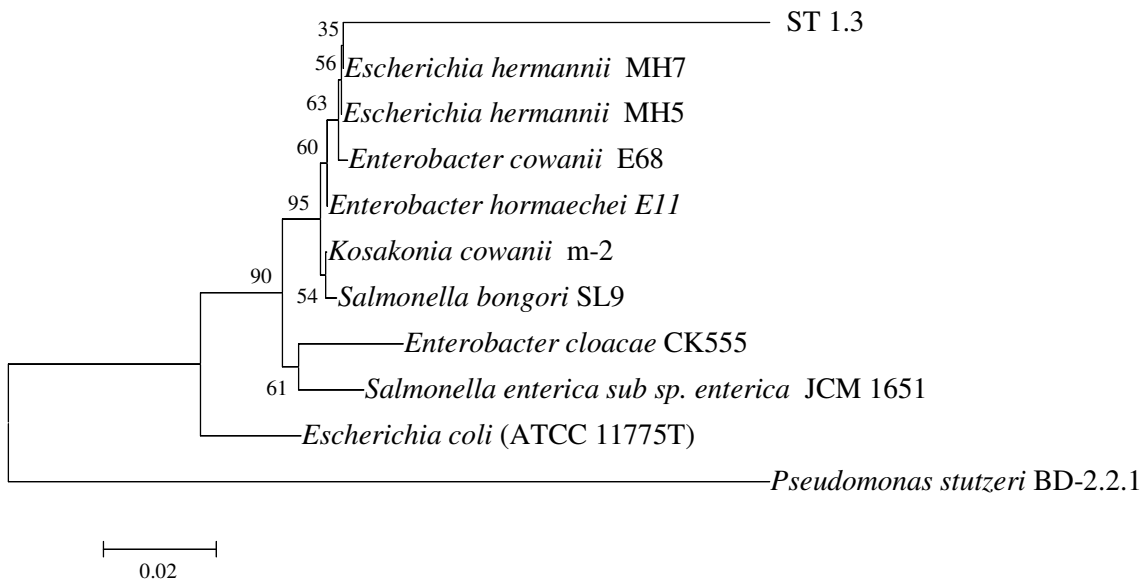 ST 1.3
35
56
Escherichia hermannii MH7
63
Escherichia hermannii MH5
60
Enterobacter cowanii E68
95
Enterobacter hormaechei E11
Kosakonia cowanii m-2
90
54
Salmonella bongori SL9
Enterobacter cloacae CK555
61
Salmonella enterica sub sp. enterica JCM 1651
Escherichia coli (ATCC 11775T)
Pseudomonas stutzeri BD-2.2.1
0.02